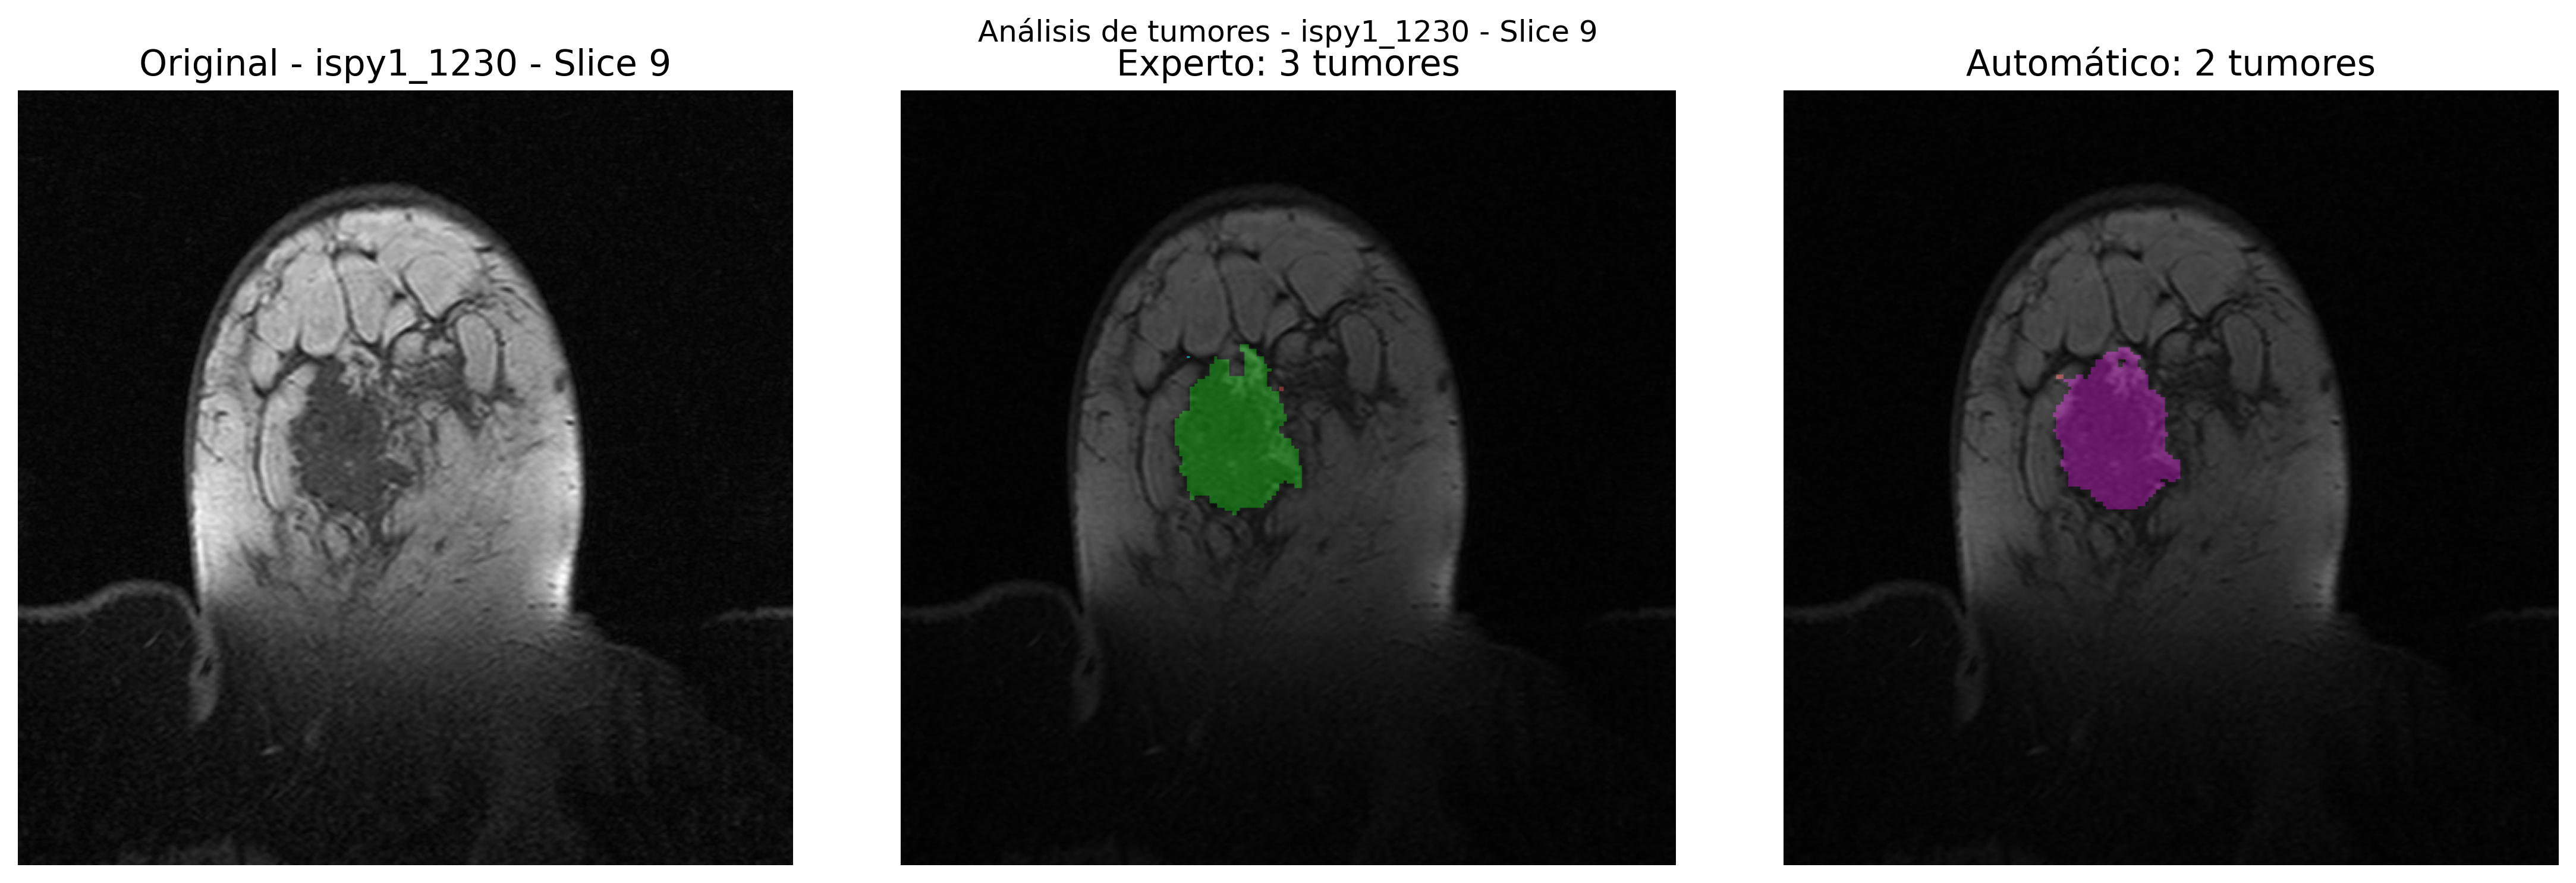 Análisis de tumores - ispy1_1230 - Slice 9
Original - ispy1_1230 - Slice 9
Experto: 3 tumores
Automático: 2 tumores